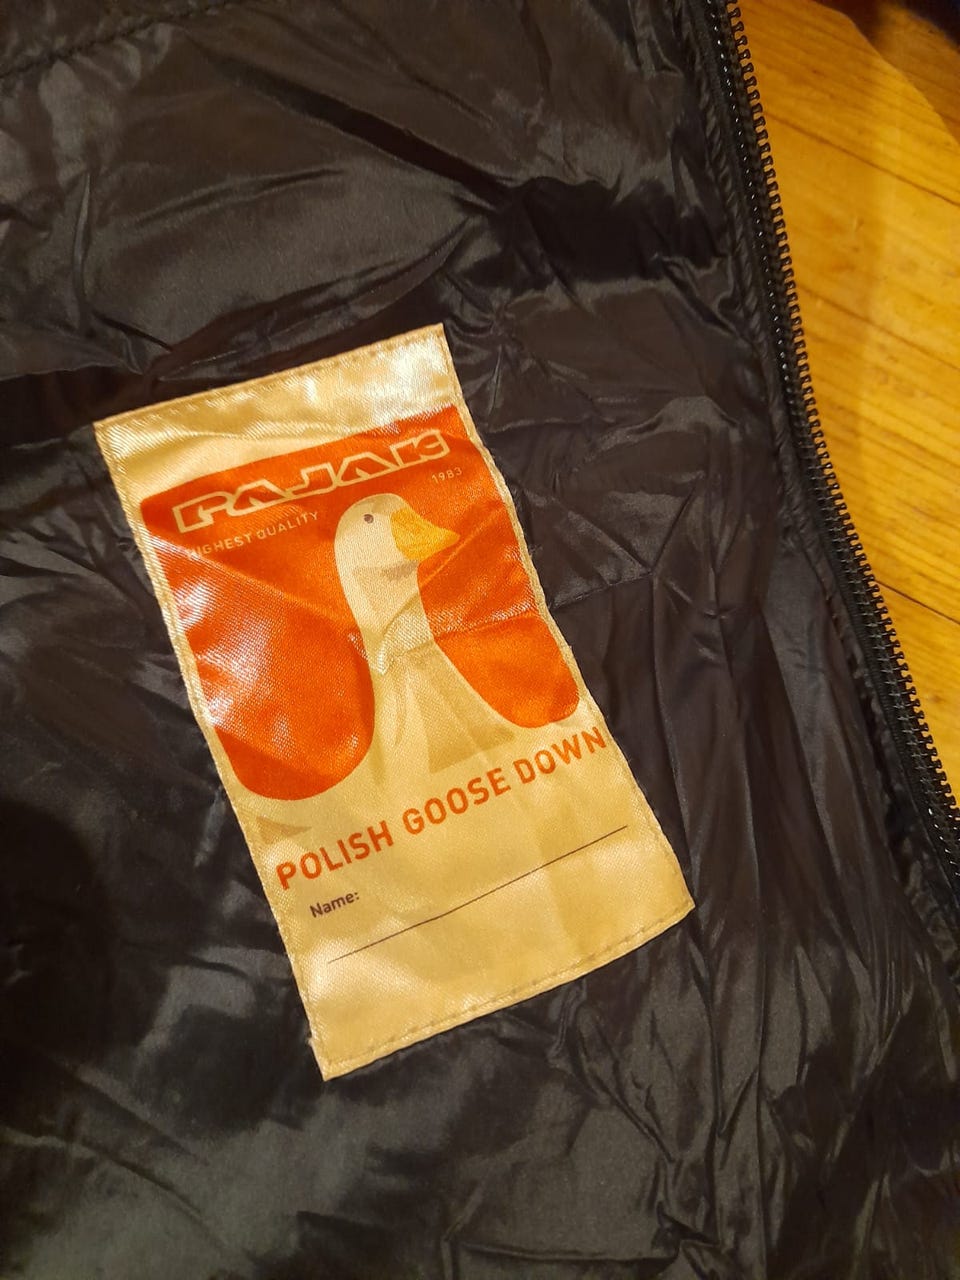 PAJAK
1983
HIGHEST QUALITY
POLISH GOOSE DOWN
Name: